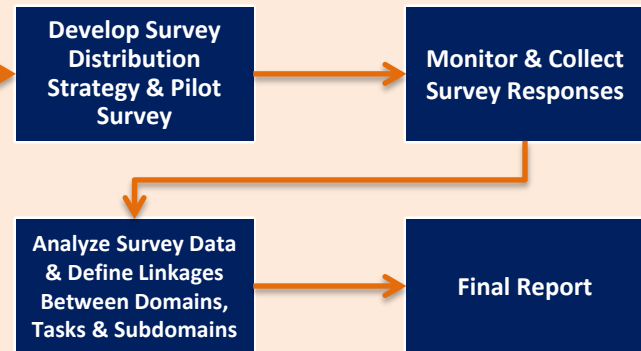 Develop Survey
Distribution
Strategy & Pilot
Survey
Monitor & Collect
Survey Responses
Analyze Survey Data
& Define Linkages
Between Domains,
Tasks & Subdomains
Final Report